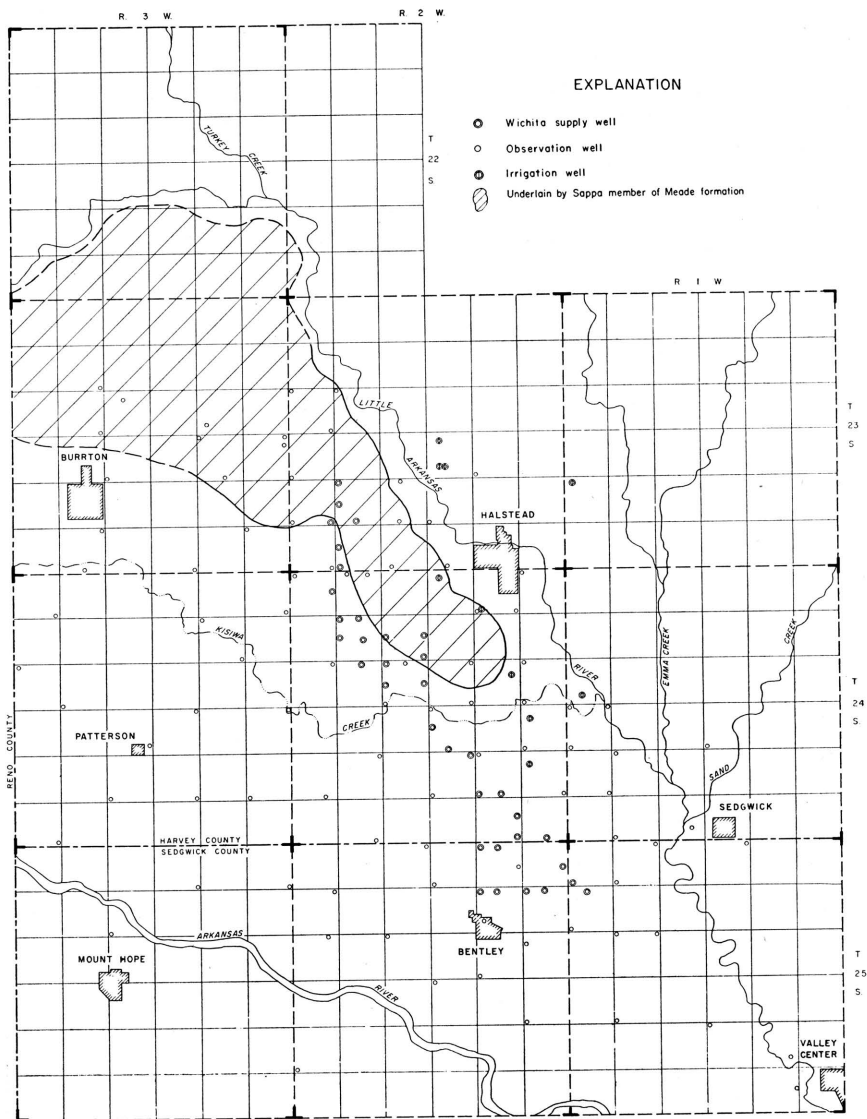 R. 3 W.
R. 2 W.
EXPLANATION
Wichita supply well
Observation well
Irrigation well
Underlain by Sappa member of Meade formation
T
22
S.
TURKEY
CREEK
R 1 W
T
23
S
LITTLE
ARKANSAS
BURRTON
HALSTEAD
KISIWA
CREEK
RIVER
EMMA CREEK
SAND
CREEK
T
24
S.
RENO COUNTY
PATTERSON
SEDGWICK
HARVEY COUNTY
SEDGWICK COUNTY
ARKANSAS
RIVER
MOUNT HOPE
BENTLEY
T
25
S.
VALLEY
CENTER